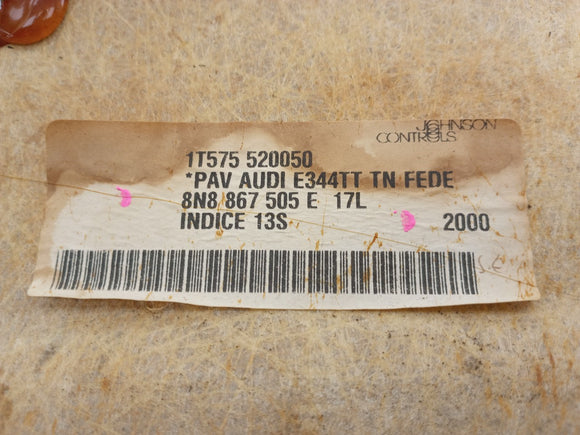 JOHNSON
CONTROLS
1T575 520050
*PAV AUDI E344TT TN FEDE
8N8 867 505 E 17L
INDICE 13S 2000